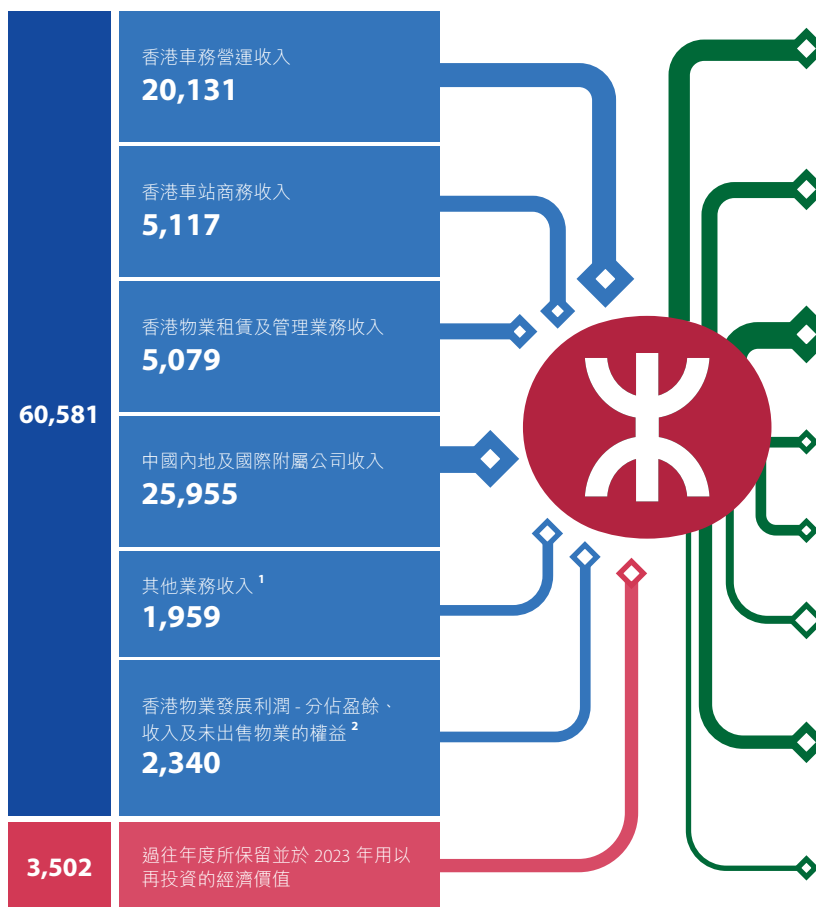 60,581
香港車務營運收入
20,131
香港車站商務收入
5,117
香港物業租賃及管理業務收入
5,079
中國內地及國際附屬公司收入
25,955
其他業務收入 1
1,959
香港物業發展利潤 - 分佔盈餘、
收入及未出售物業的權益 2
2,340
3,502
過往年度所保留並於 2023 年用以
再投資的經濟價值